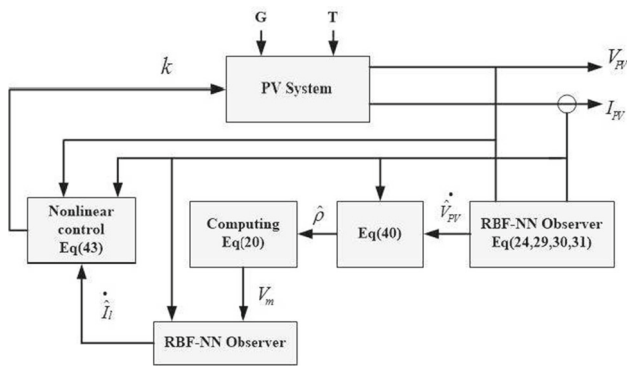 G
T
k
PV System
V_PV
I_PV
Nonlinear
control
Eq(43)
Computing
Eq(20)
ρ̂
Eq(40)
V̂̇_PV
RBF-NN Observer
Eq(24,29,30,31)
Î̇_l
V_m
RBF-NN Observer